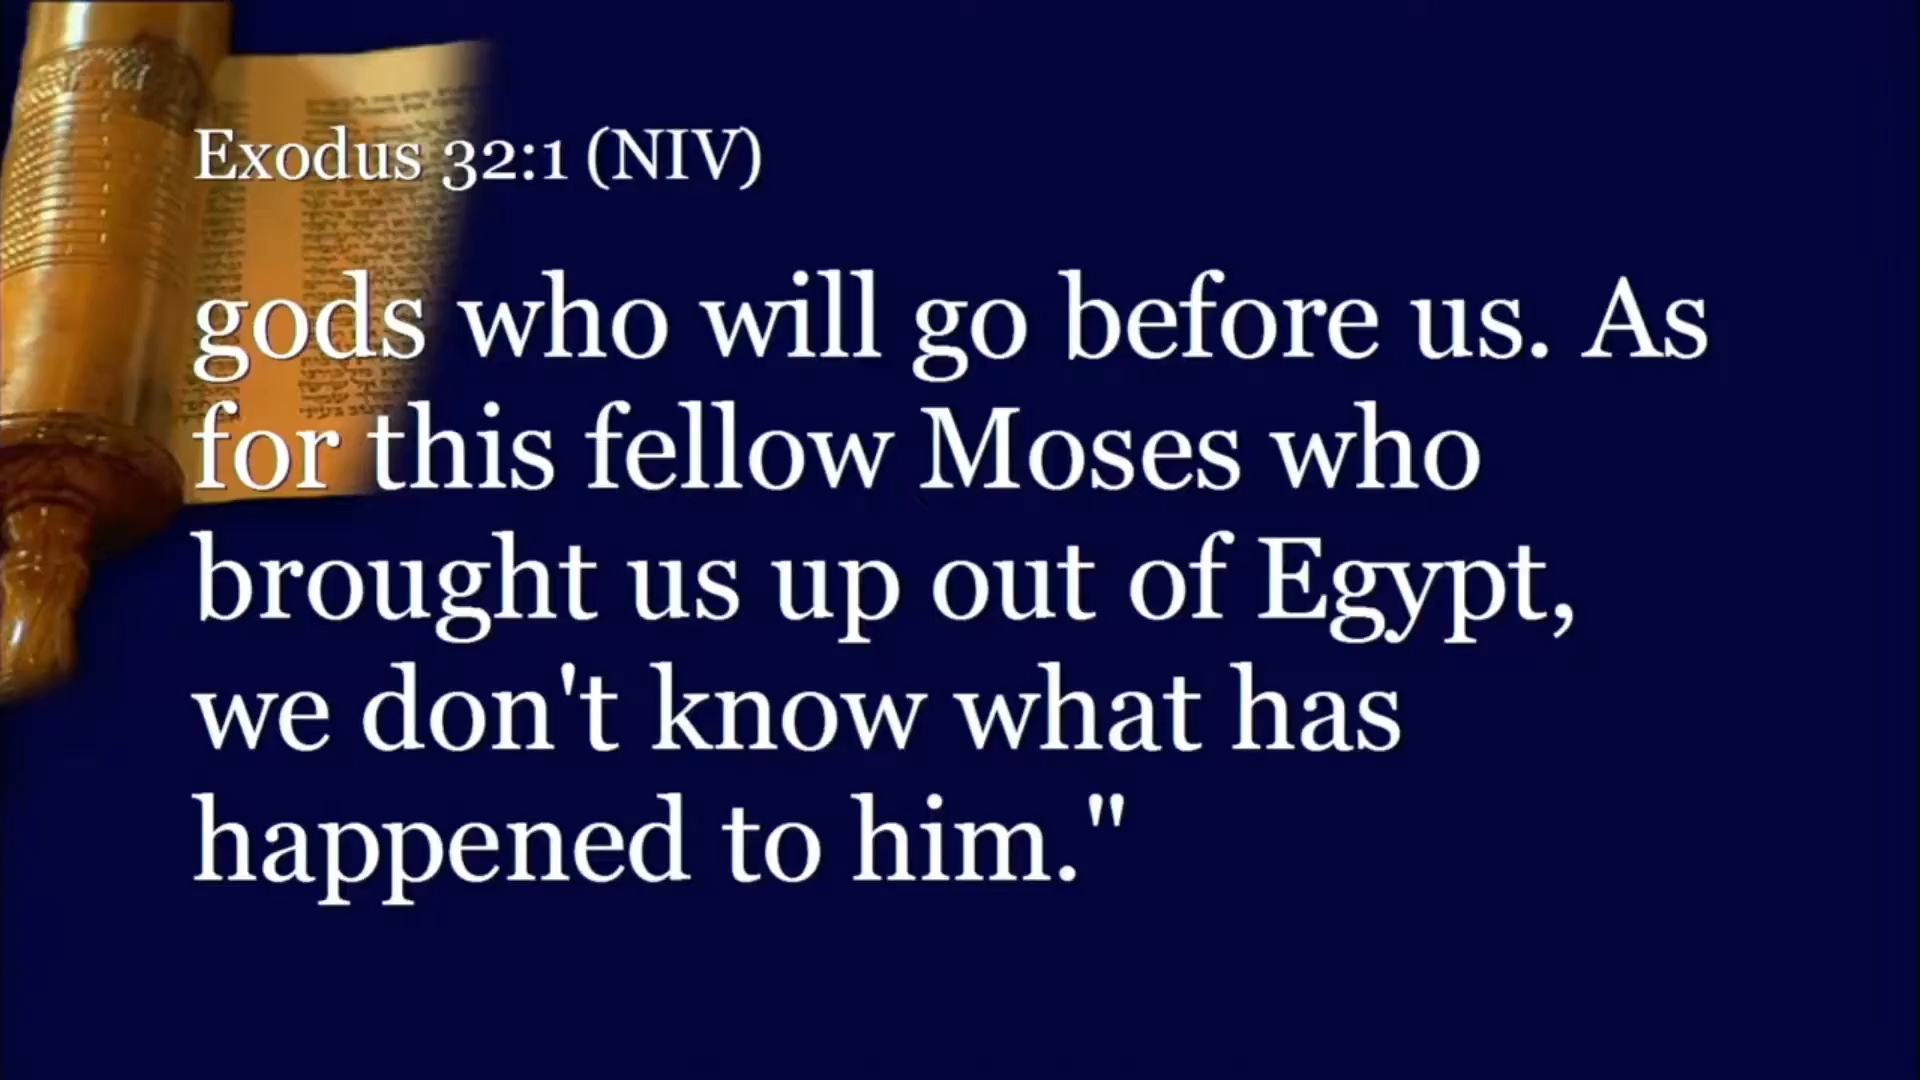 Exodus 32:1 (NIV)
gods who will go before us. As
for this fellow Moses who
brought us up out of Egypt,
we don't know what has
happened to him."